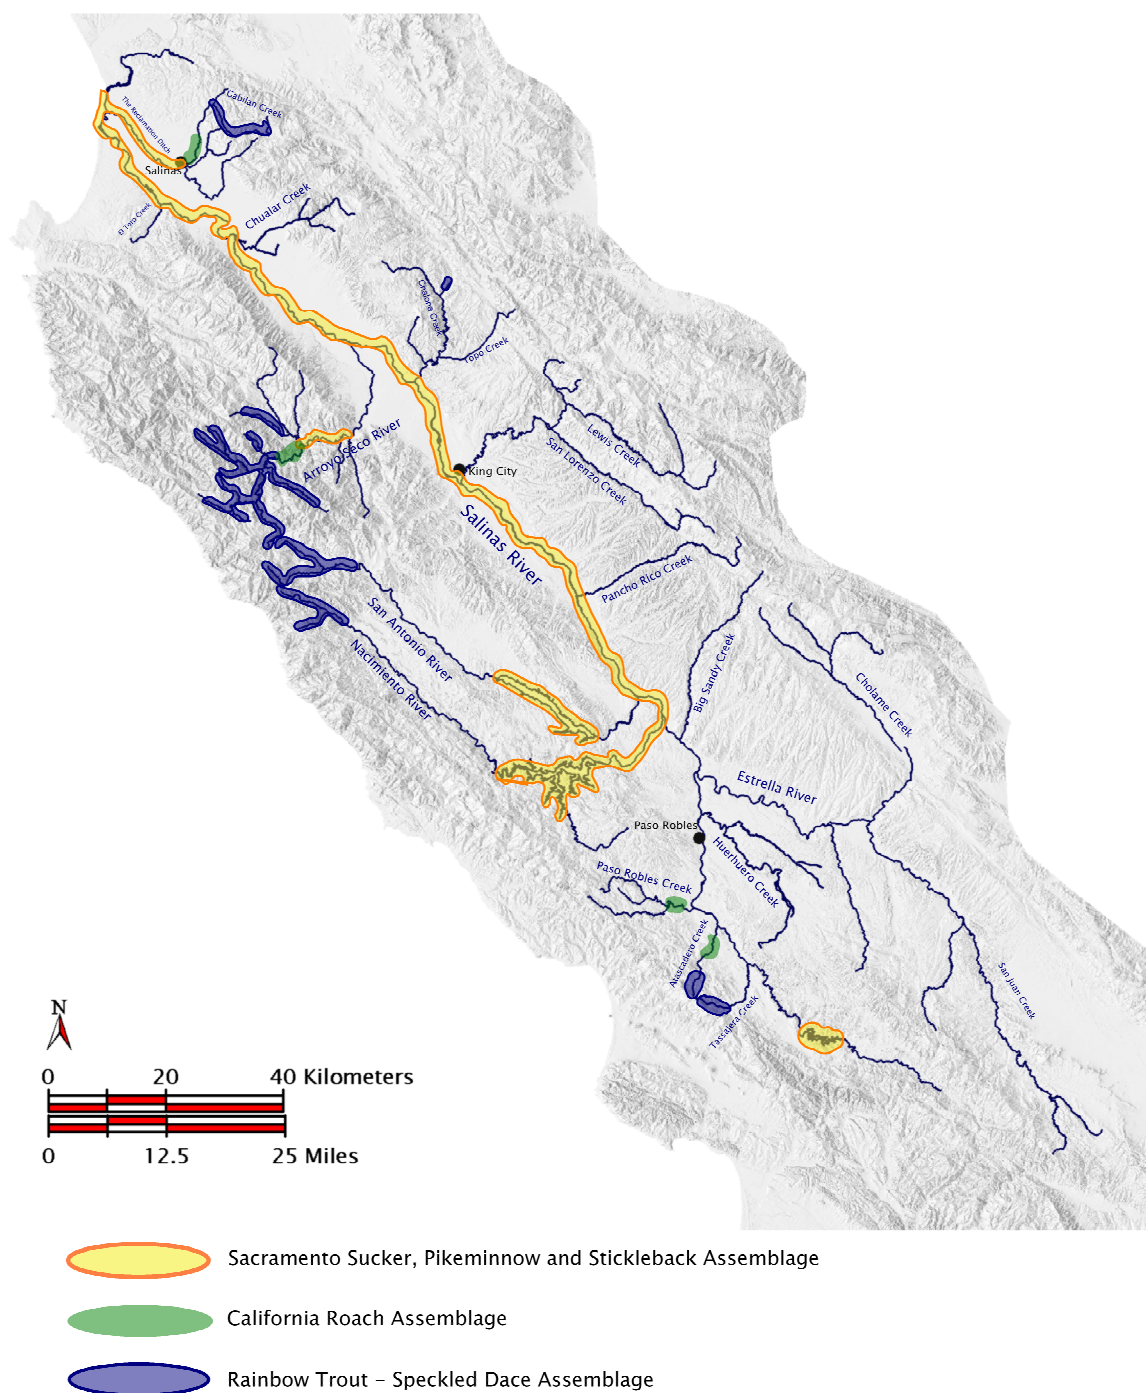 Gabilan Creek
The Reclamation Ditch
Salinas
El Toro Creek
Chualar Creek
Chalone Creek
Topo Creek
Lewis Creek
San Lorenzo Creek
Arroyo Seco River
King City
Salinas River
Pancho Rico Creek
San Antonio River
Nacimiento River
Big Sandy Creek
Cholame Creek
Estrella River
Paso Robles
Huerhuero Creek
Paso Robles Creek
Atascadero Creek
Tassajera Creek
San Juan Creek
N
0 20 40 Kilometers
0 12.5 25 Miles
Sacramento Sucker, Pikeminnow and Stickleback Assemblage
California Roach Assemblage
Rainbow Trout - Speckled Dace Assemblage